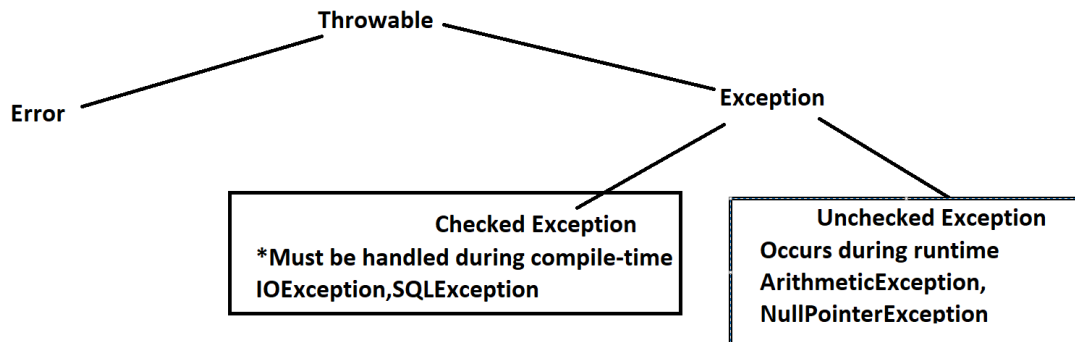 Throwable
Error
Exception
Checked Exception
*Must be handled during compile-time
IOException,SQLException
Unchecked Exception
Occurs during runtime
ArithmeticException,
NullPointerException